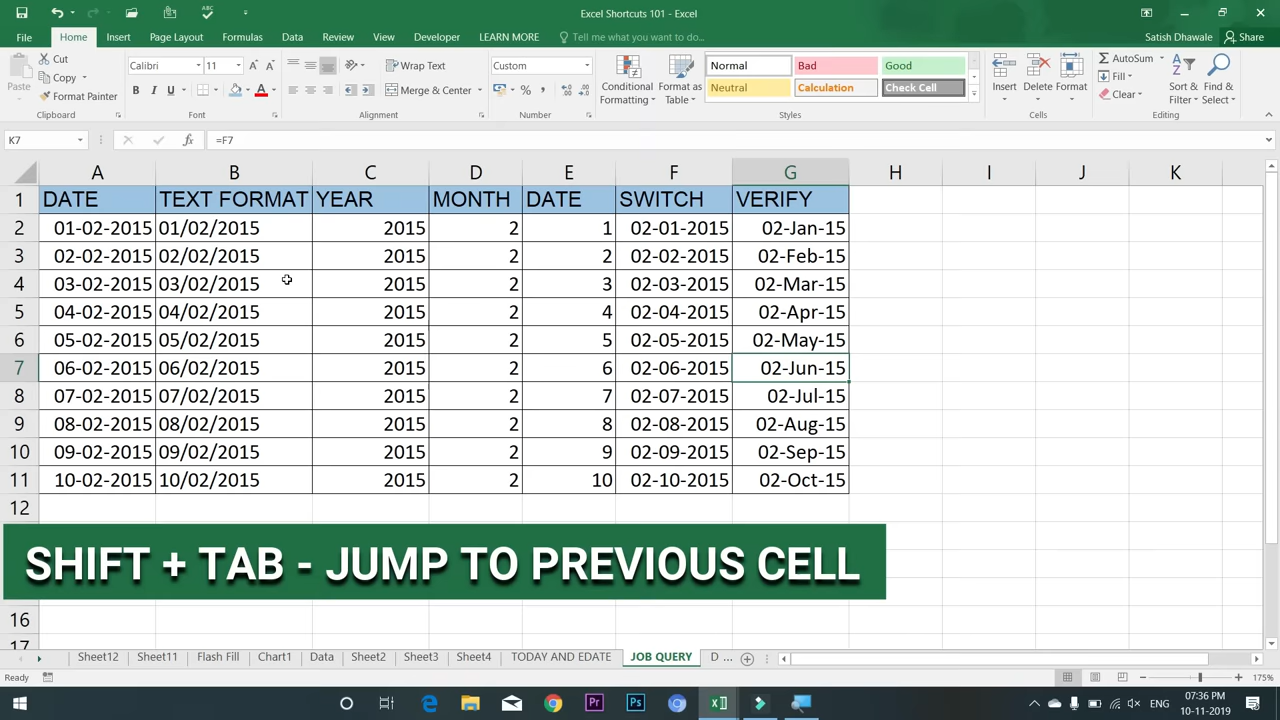 Excel Shortcuts 101 - Excel
File Home Insert Page Layout Formulas Data Review View Developer LEARN MORE Tell me what you want to do... Satish Dhawale Share
Paste Cut Copy Format Painter Clipboard
Calibri 11 B I U A Font
Wrap Text Merge & Center Alignment
Custom % Number
Conditional Formatting Format as Table Normal Bad Good Neutral Calculation Check Cell Styles
Insert Delete Format Cells
AutoSum Fill Clear Sort & Filter Find & Select Editing
K7 fx =F7
A B C D E F G H I J K
1 DATE TEXT FORMAT YEAR MONTH DATE SWITCH VERIFY
2 01-02-2015 01/02/2015 2015 2 1 02-01-2015 02-Jan-15
3 02-02-2015 02/02/2015 2015 2 2 02-02-2015 02-Feb-15
4 03-02-2015 03/02/2015 2015 2 3 02-03-2015 02-Mar-15
5 04-02-2015 04/02/2015 2015 2 4 02-04-2015 02-Apr-15
6 05-02-2015 05/02/2015 2015 2 5 02-05-2015 02-May-15
7 06-02-2015 06/02/2015 2015 2 6 02-06-2015 02-Jun-15
8 07-02-2015 07/02/2015 2015 2 7 02-07-2015 02-Jul-15
9 08-02-2015 08/02/2015 2015 2 8 02-08-2015 02-Aug-15
10 09-02-2015 09/02/2015 2015 2 9 02-09-2015 02-Sep-15
11 10-02-2015 10/02/2015 2015 2 10 02-10-2015 02-Oct-15
12
SHIFT + TAB - JUMP TO PREVIOUS CELL
16
17
Sheet12 Sheet11 Flash Fill Chart1 Data Sheet2 Sheet3 Sheet4 TODAY AND EDATE JOB QUERY D ...
Ready 175%
Pr Ps ENG 07:36 PM
10-11-2019